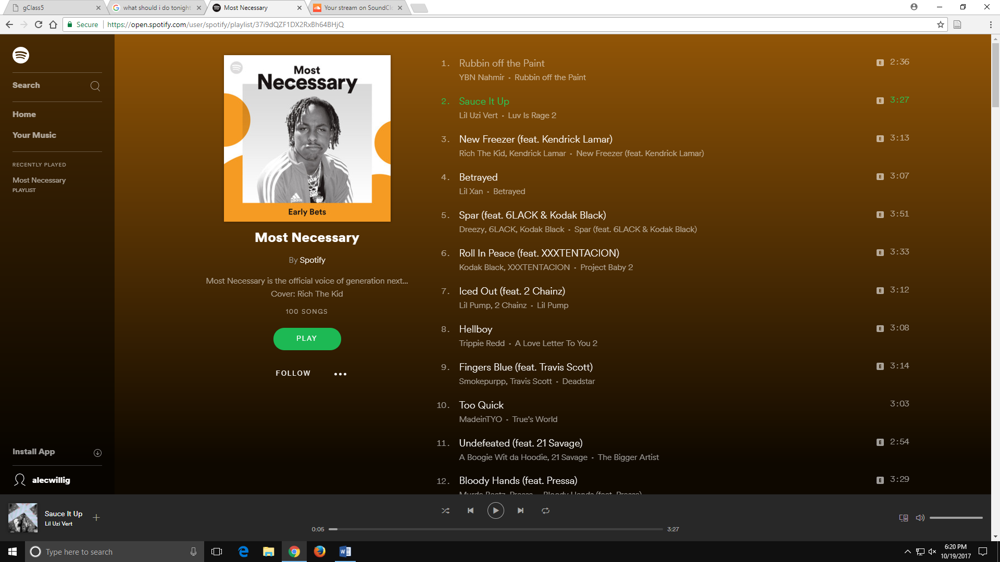 gClass5
what should i do tonight
Most Necessary
Your stream on SoundCl
Secure
https://open.spotify.com/user/spotify/playlist/37i9dQZF1DX2RxBh64BHjQ
Search
Home
Your Music
RECENTLY PLAYED
Most Necessary
PLAYLIST
Install App
alecwillig
Most
Necessary
adidas
Early Bets
Most Necessary
By Spotify
Most Necessary is the official voice of generation next...
Cover: Rich The Kid
100 SONGS
PLAY
FOLLOW
1. Rubbin off the Paint E 2:36
YBN Nahmir • Rubbin off the Paint
2. Sauce It Up E 3:27
Lil Uzi Vert • Luv Is Rage 2
3. New Freezer (feat. Kendrick Lamar) E 3:13
Rich The Kid, Kendrick Lamar • New Freezer (feat. Kendrick Lamar)
4. Betrayed E 3:07
Lil Xan • Betrayed
5. Spar (feat. 6LACK & Kodak Black) E 3:51
Dreezy, 6LACK, Kodak Black • Spar (feat. 6LACK & Kodak Black)
6. Roll In Peace (feat. XXXTENTACION) E 3:33
Kodak Black, XXXTENTACION • Project Baby 2
7. Iced Out (feat. 2 Chainz) E 3:12
Lil Pump, 2 Chainz • Lil Pump
8. Hellboy E 3:08
Trippie Redd • A Love Letter To You 2
9. Fingers Blue (feat. Travis Scott) E 3:14
Smokepurpp, Travis Scott • Deadstar
10. Too Quick 3:03
MadeinTYO • True's World
11. Undefeated (feat. 21 Savage) E 2:54
A Boogie Wit da Hoodie, 21 Savage • The Bigger Artist
12. Bloody Hands (feat. Pressa) E 3:29
Murda Beatz, Pressa • Bloody Hands (feat. Pressa)
Sauce It Up
Lil Uzi Vert
0:05
3:27
Type here to search
6:20 PM
10/19/2017